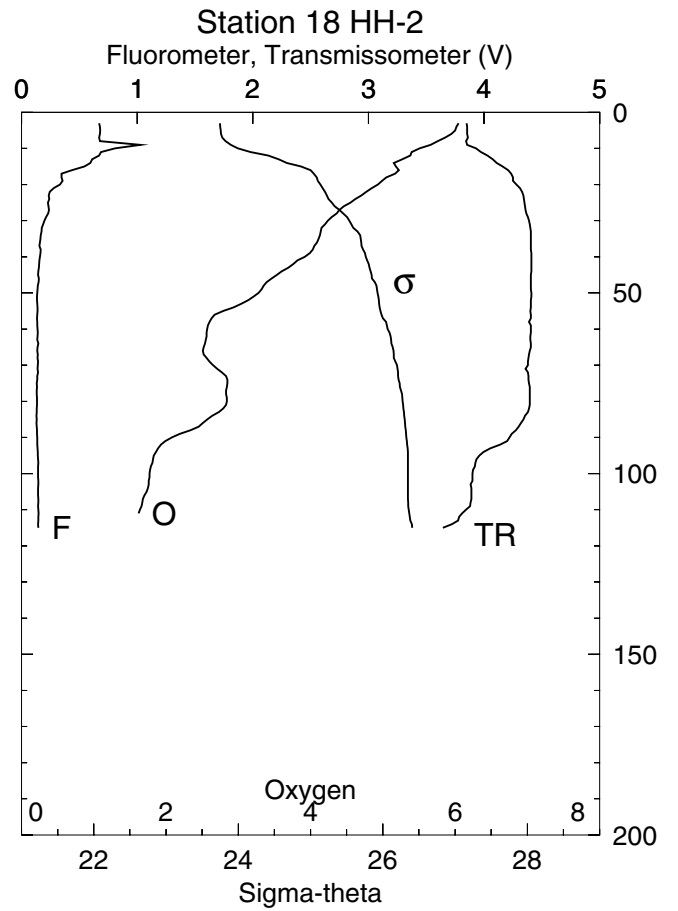 Station 18 HH-2
Fluorometer, Transmissometer (V)
0 1 2 3 4 5
0
σ
50
100
F O TR
150
Oxygen
0 2 4 6 8
200
22 24 26 28
Sigma-theta